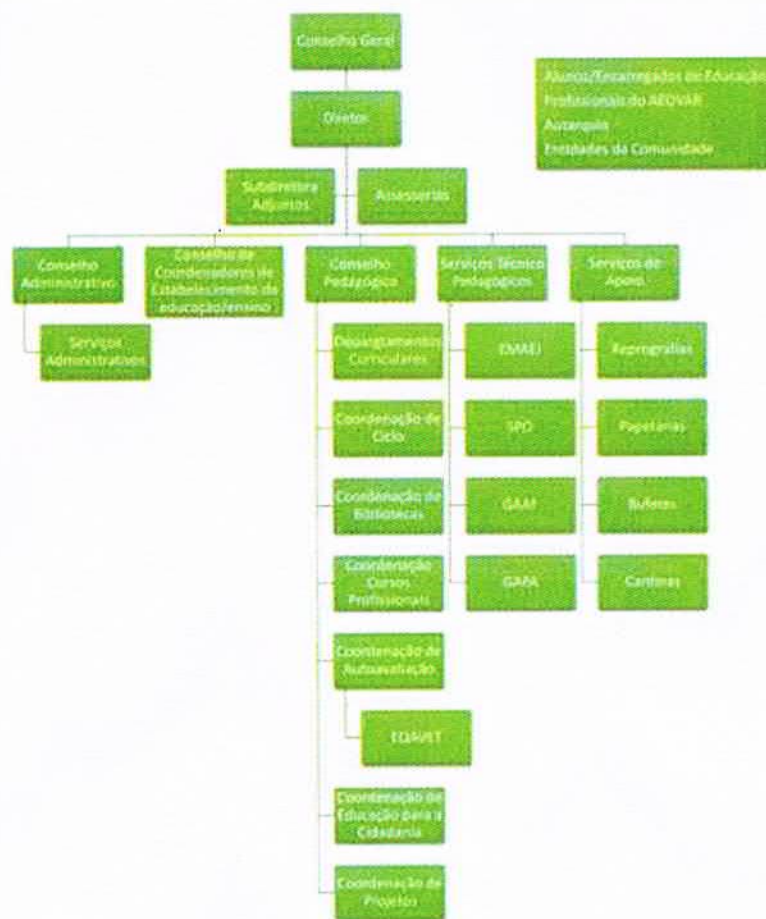 Conselho Geral
Diretor
Alunos/Encarregados de Educação
Profissionais do AEOVAR
Autarquia
Entidades da Comunidade
Subdiretora
Adjuntos
Assessorias
Conselho
Administrativo
Conselho de
Coordenadores de
Estabelecimento de
educação/ensino
Conselho
Pedagógico
Serviços Técnico
Pedagógicos
Serviços de
Apoio
Serviços
Administrativos
Departamentos
Curriculares
EMAEI
Reprografias
Coordenação de
Ciclo
SPO
Papelarias
Coordenação de
Bibliotecas
GAAF
Bufetes
Coordenação
Cursos
Profissionais
GAPA
Cantinas
Coordenação de
Autoavaliação
EQAVET
Coordenação de
Educação para a
Cidadania
Coordenação de
Projetos